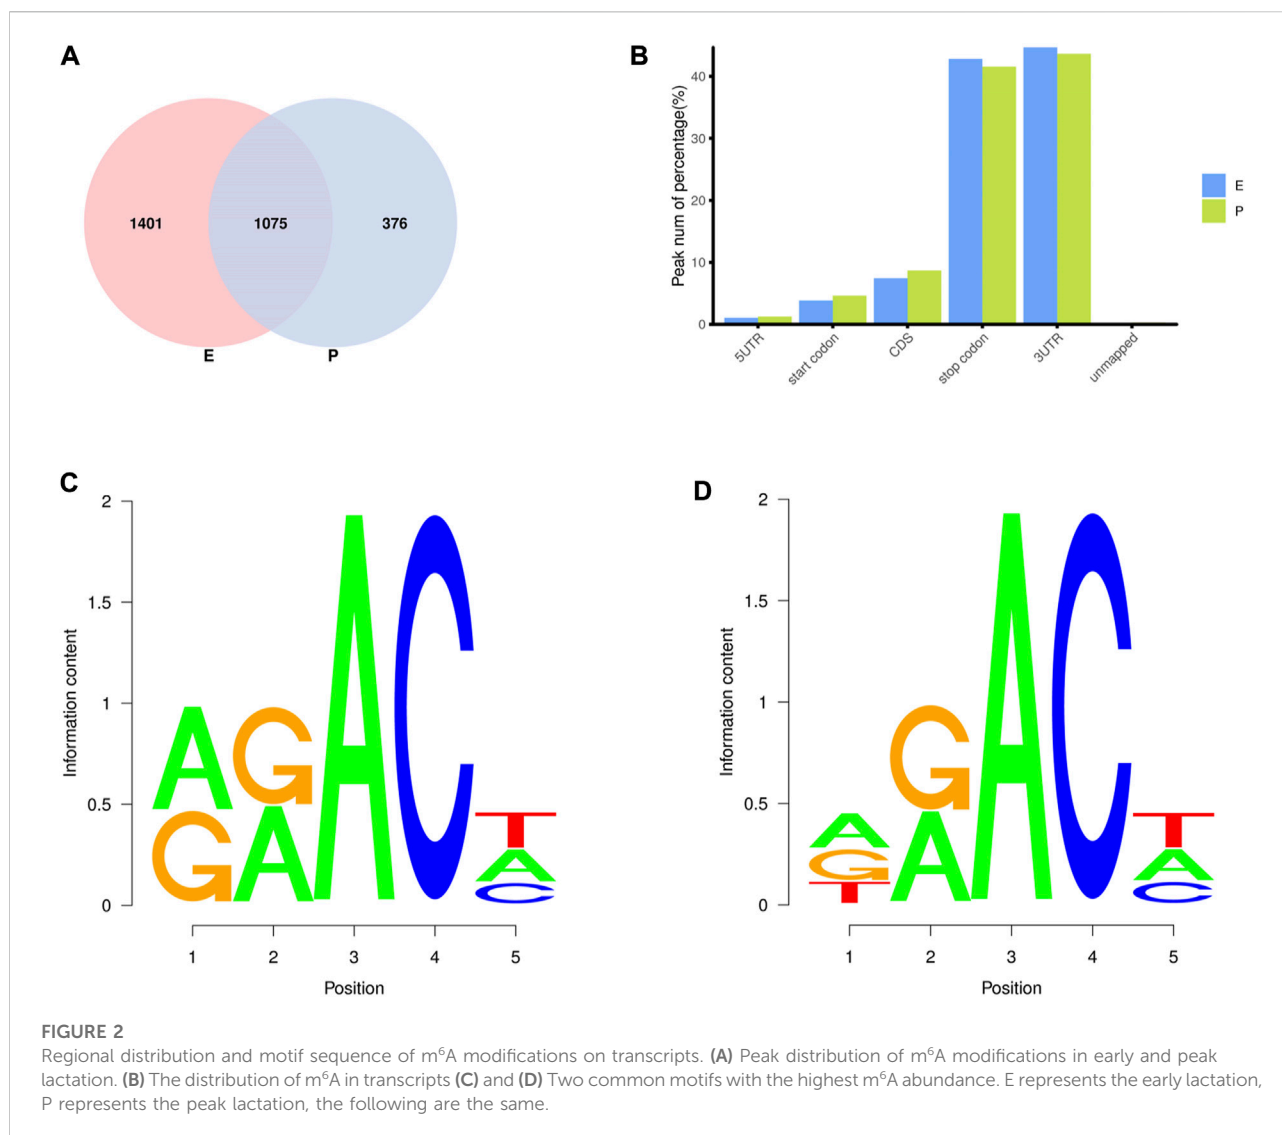 A
1401
1075
376
E
P
B
Peak num of percentage(%)
40
30
20
10
0
5UTR
start codon
CDS
stop codon
3UTR
unmapped
E
P
C
Information content
2
1.5
1
0.5
0
A
G
G
A
A
C
T
A
C
1
2
3
4
5
Position
D
Information content
2
1.5
1
0.5
0
A
G
T
G
A
A
C
T
A
C
1
2
3
4
5
Position
FIGURE 2
Regional distribution and motif sequence of m⁶A modifications on transcripts. (A) Peak distribution of m⁶A modifications in early and peak
lactation. (B) The distribution of m⁶A in transcripts (C) and (D) Two common motifs with the highest m⁶A abundance. E represents the early lactation,
P represents the peak lactation, the following are the same.